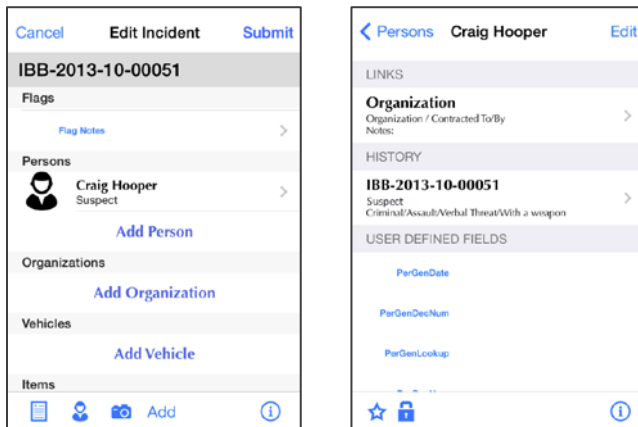 Cancel Edit Incident Submit
IBB-2013-10-00051
Flags
Flag Notes
Persons
Craig Hooper
Suspect
Add Person
Organizations
Add Organization
Vehicles
Add Vehicle
Items
Add
Persons Craig Hooper Edit
LINKS
Organization
Organization / Contracted To/By
Notes:
HISTORY
IBB-2013-10-00051
Suspect
Criminal/Assault/Verbal Threat/With a weapon
USER DEFINED FIELDS
PerGenDate
PerGenDecNum
PerGenLookup